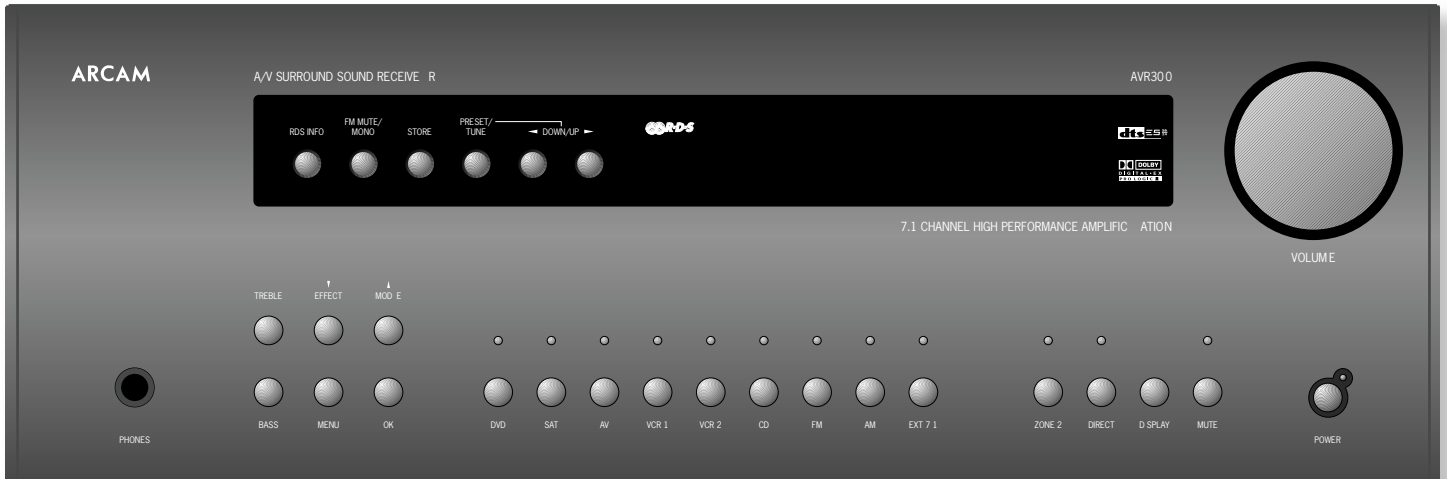 ARCAM
A/V SURROUND SOUND RECEIVE R
AVR300
RDS INFO
FM MUTE/
MONO
STORE
PRESET/
TUNE
◄ DOWN/UP ►
R·D·S
dts ES
DOLBY
DIGITAL·EX
PRO LOGIC II
7.1 CHANNEL HIGH PERFORMANCE AMPLIFIC ATION
VOLUME
TREBLE
EFFECT
MOD E
BASS
MENU
OK
DVD
SAT
AV
VCR 1
VCR 2
CD
FM
AM
EXT 7 1
ZONE 2
DIRECT
D SPLAY
MUTE
PHONES
POWER